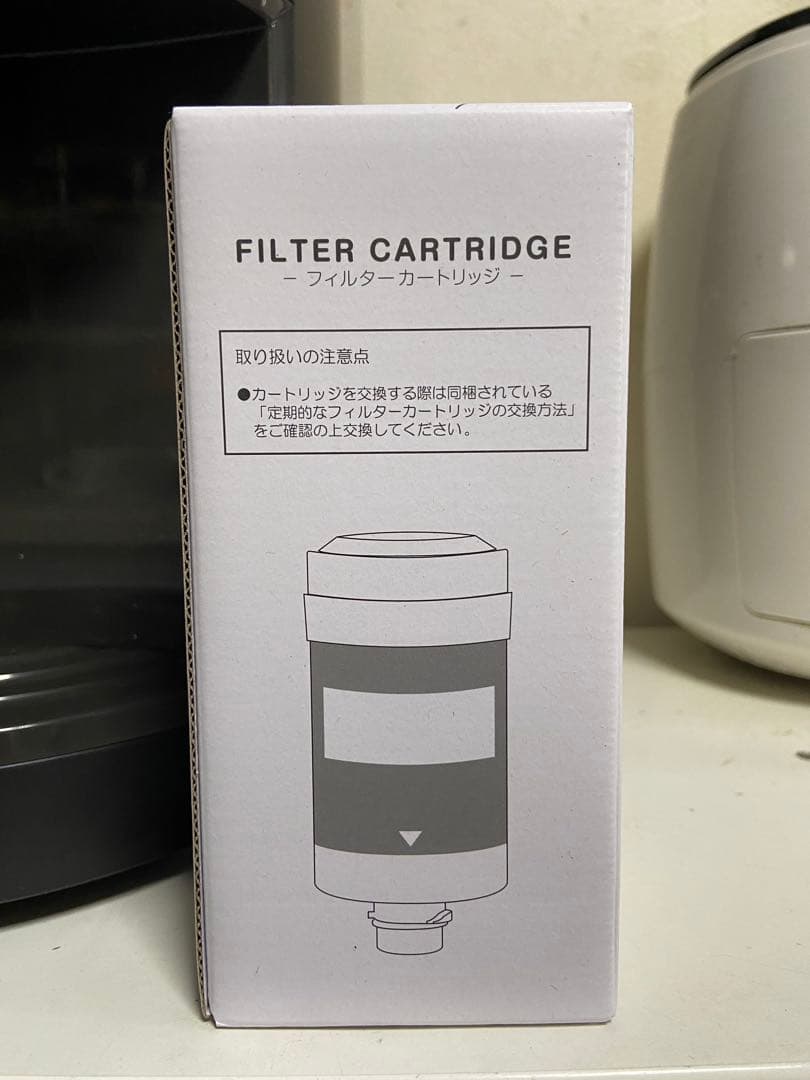 FILTER CARTRIDGE
− フィルターカートリッジ −
取り扱いの注意点
●カートリッジを交換する際は同梱されている
「定期的なフィルターカートリッジの交換方法」
をご確認の上交換してください。